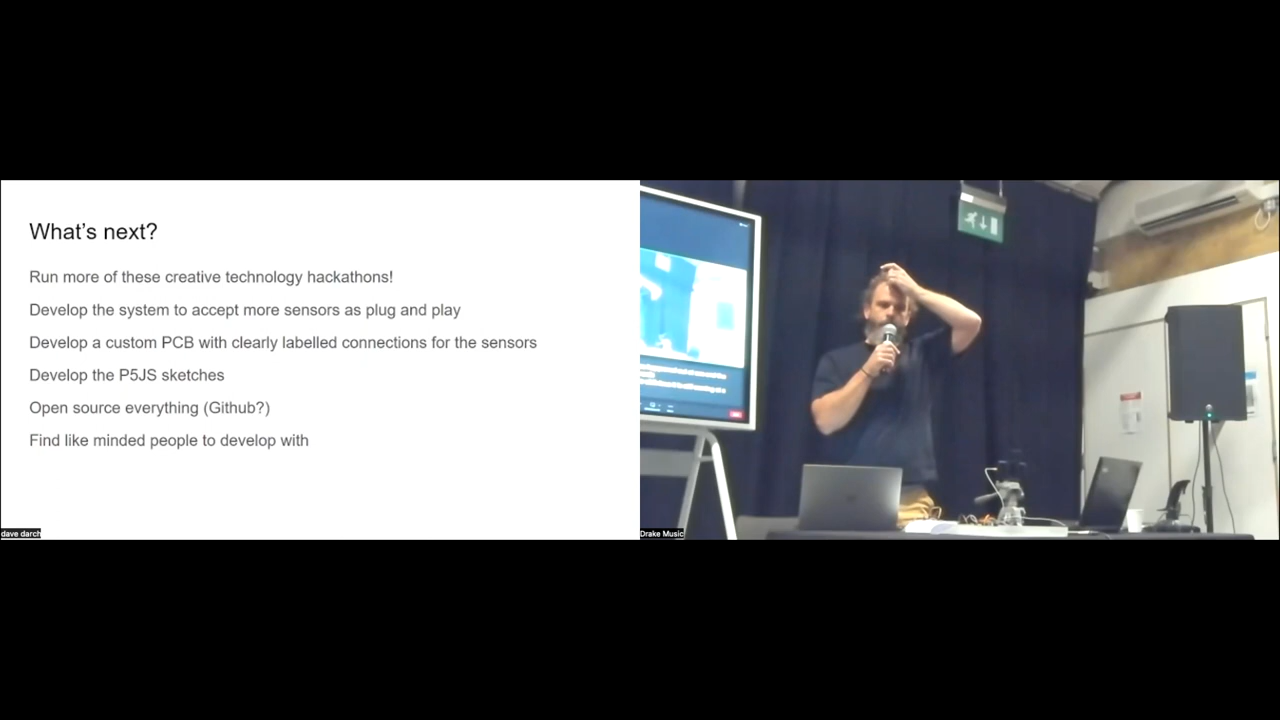 What's next?
Run more of these creative technology hackathons!
Develop the system to accept more sensors as plug and play
Develop a custom PCB with clearly labelled connections for the sensors
Develop the P5JS sketches
Open source everything (Github?)
Find like minded people to develop with
dave darch
Drake Music